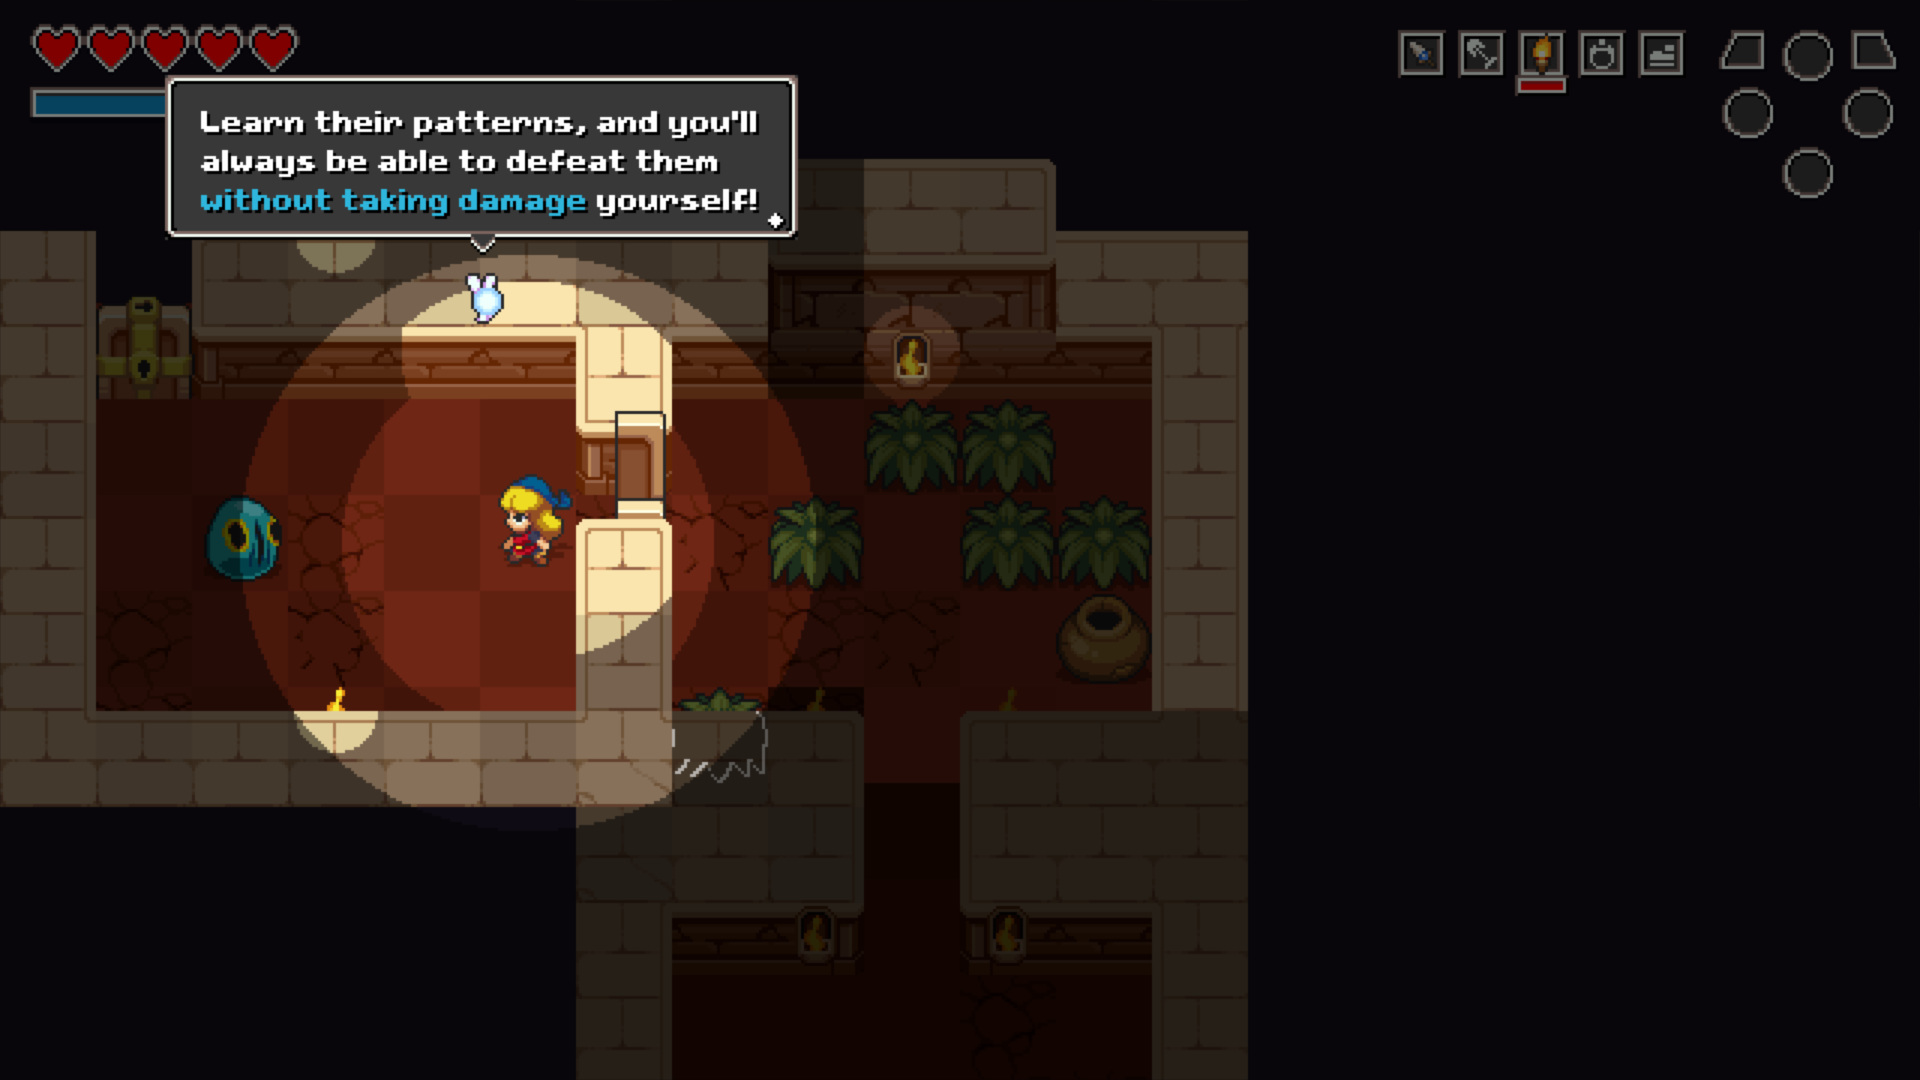 Learn their patterns, and you'll
always be able to defeat them
without taking damage yourself!